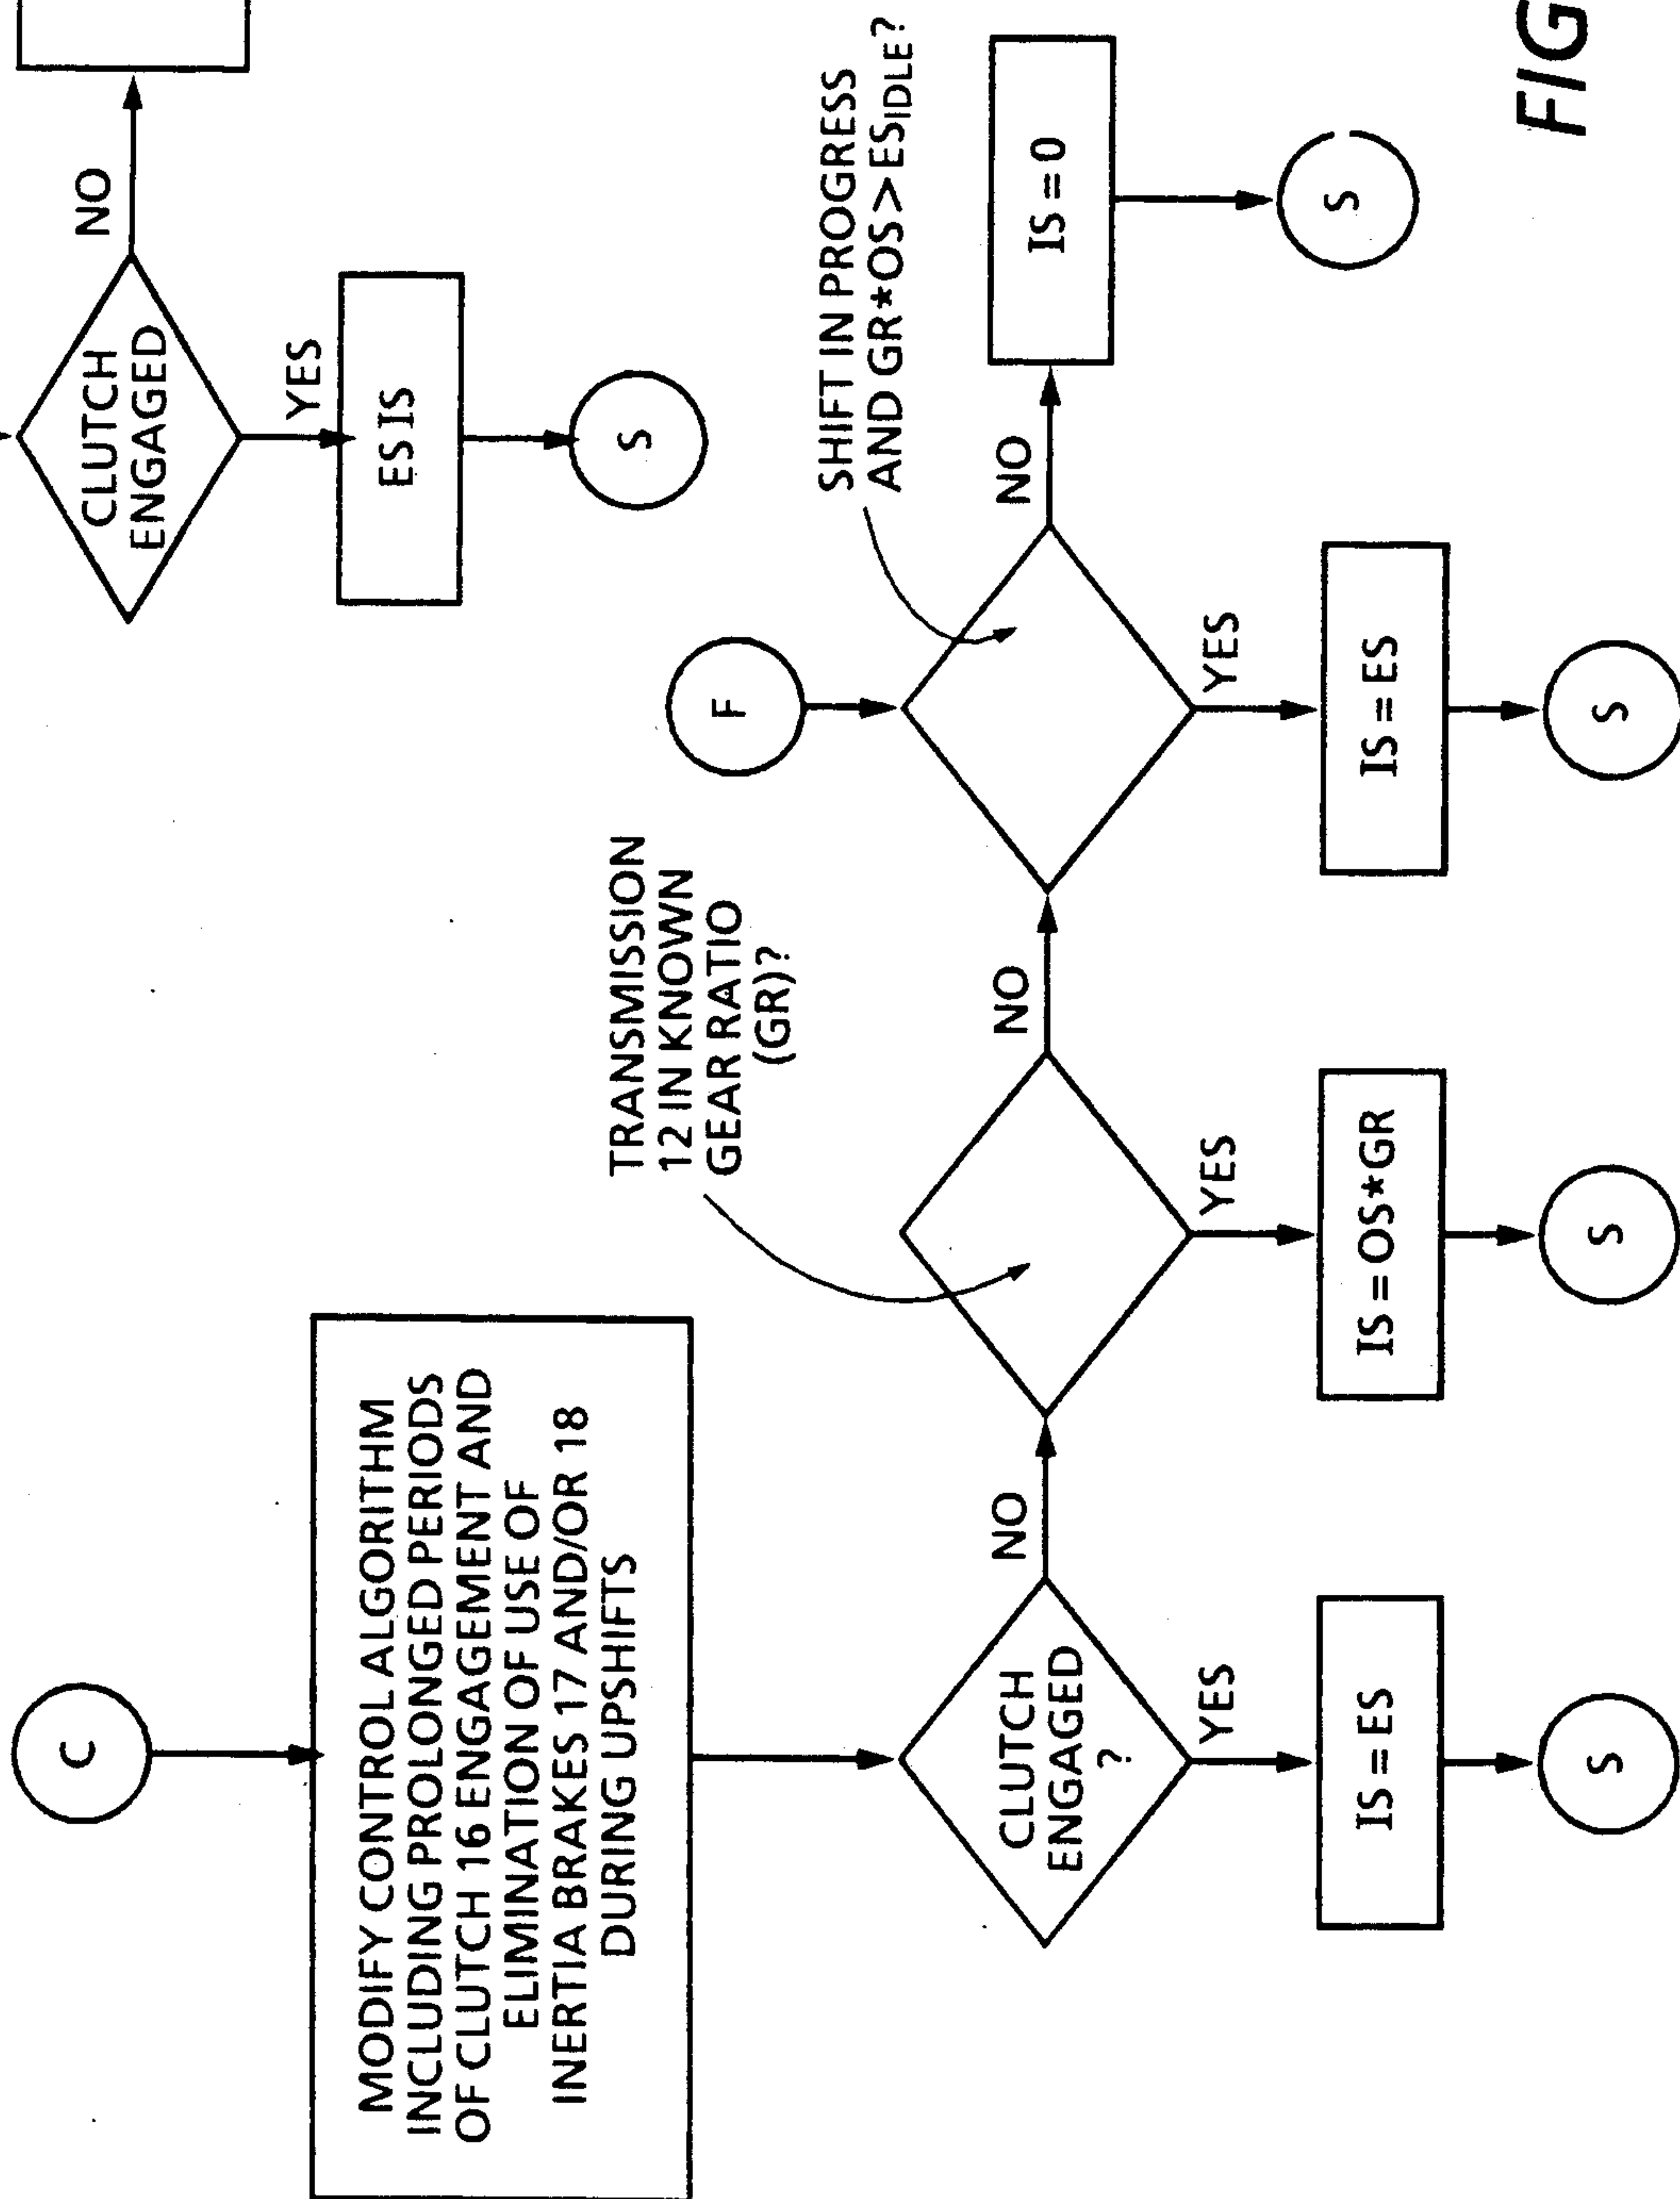 C
MODIFY CONTROL ALGORITHM
INCLUDING PROLONGED PERIODS
OF CLUTCH 16 ENGAGEMENT AND
ELIMINATION OF USE OF
INERTIA BRAKES 17 AND/OR 18
DURING UPSHIFTS
CLUTCH
ENGAGED
?
NO
YES
IS = ES
S
TRANSMISSION
12 IN KNOWN
GEAR RATIO
(GR)?
NO
YES
IS = OS*GR
S
F
SHIFT IN PROGRESS
AND GR*OS>ESIDLE?
NO
YES
IS = ES
S
IS = 0
S
CLUTCH
ENGAGED
NO
YES
ES IS
S
FIG